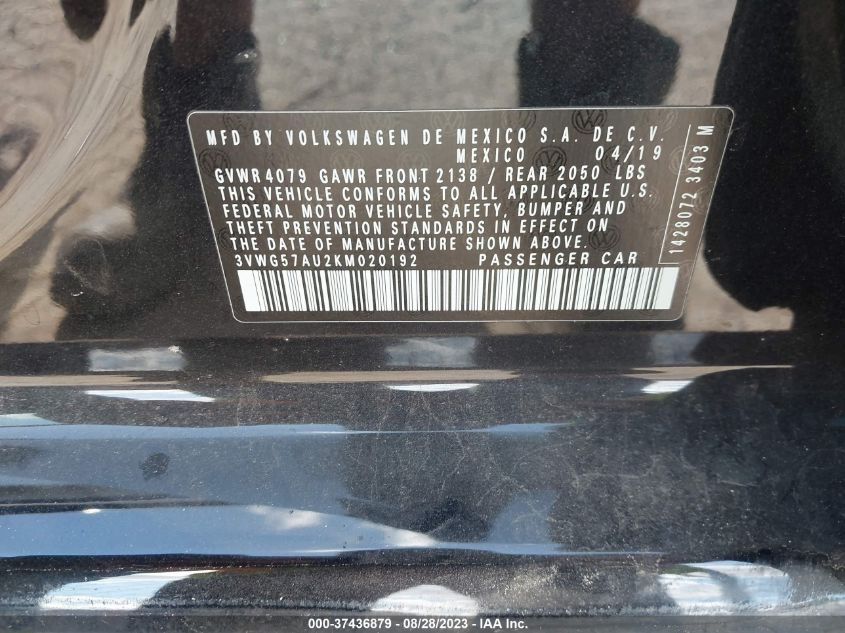 MFD BY VOLKSWAGEN DE MEXICO S.A. DE C.V.
MEXICO 04/19
GVWR 4079 GAWR FRONT 2138 / REAR 2050 LBS
THIS VEHICLE CONFORMS TO ALL APPLICABLE U.S.
FEDERAL MOTOR VEHICLE SAFETY, BUMPER AND
THEFT PREVENTION STANDARDS IN EFFECT ON
THE DATE OF MANUFACTURE SHOWN ABOVE.
3VWG57AU2KM020192 PASSENGER CAR
1428072 3403 M
000-37436879 - 08/28/2023 - IAAI.com